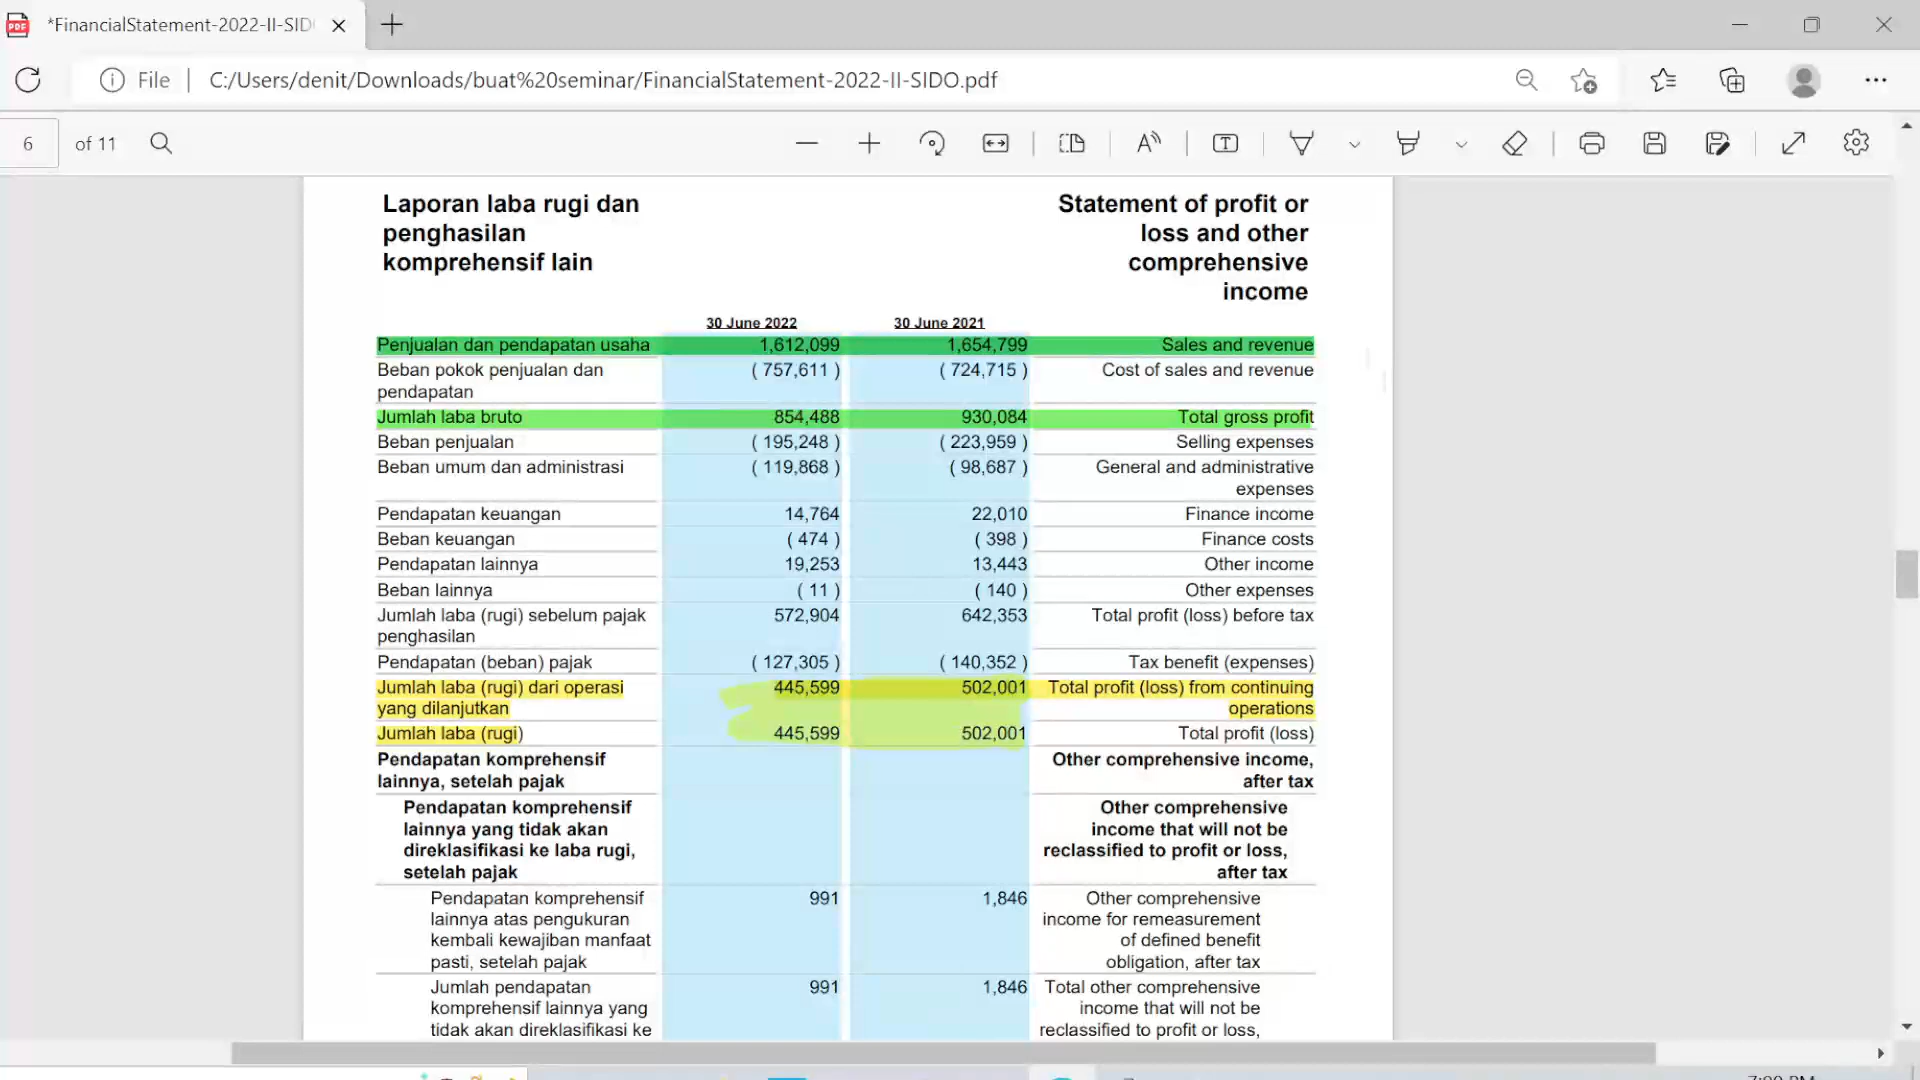 *FinancialStatement-2022-II-SID
File
C:/Users/denit/Downloads/buat%20seminar/FinancialStatement-2022-II-SIDO.pdf
6 of 11
Laporan laba rugi dan
penghasilan
komprehensif lain
Statement of profit or
loss and other
comprehensive
income
30 June 2022 30 June 2021
Penjualan dan pendapatan usaha 1,612,099 1,654,799 Sales and revenue
Beban pokok penjualan dan ( 757,611 ) ( 724,715 ) Cost of sales and revenue
pendapatan
Jumlah laba bruto 854,488 930,084 Total gross profit
Beban penjualan ( 195,248 ) ( 223,959 ) Selling expenses
Beban umum dan administrasi ( 119,868 ) ( 98,687 ) General and administrative
expenses
Pendapatan keuangan 14,764 22,010 Finance income
Beban keuangan ( 474 ) ( 398 ) Finance costs
Pendapatan lainnya 19,253 13,443 Other income
Beban lainnya ( 11 ) ( 140 ) Other expenses
Jumlah laba (rugi) sebelum pajak 572,904 642,353 Total profit (loss) before tax
penghasilan
Pendapatan (beban) pajak ( 127,305 ) ( 140,352 ) Tax benefit (expenses)
Jumlah laba (rugi) dari operasi 445,599 502,001 Total profit (loss) from continuing
yang dilanjutkan operations
Jumlah laba (rugi) 445,599 502,001 Total profit (loss)
Pendapatan komprehensif Other comprehensive income,
lainnya, setelah pajak after tax
Pendapatan komprehensif Other comprehensive
lainnya yang tidak akan income that will not be
direklasifikasi ke laba rugi, reclassified to profit or loss,
setelah pajak after tax
Pendapatan komprehensif 991 1,846 Other comprehensive
lainnya atas pengukuran income for remeasurement
kembali kewajiban manfaat of defined benefit
pasti, setelah pajak obligation, after tax
Jumlah pendapatan 991 1,846 Total other comprehensive
komprehensif lainnya yang income that will not be
tidak akan direklasifikasi ke reclassified to profit or loss,